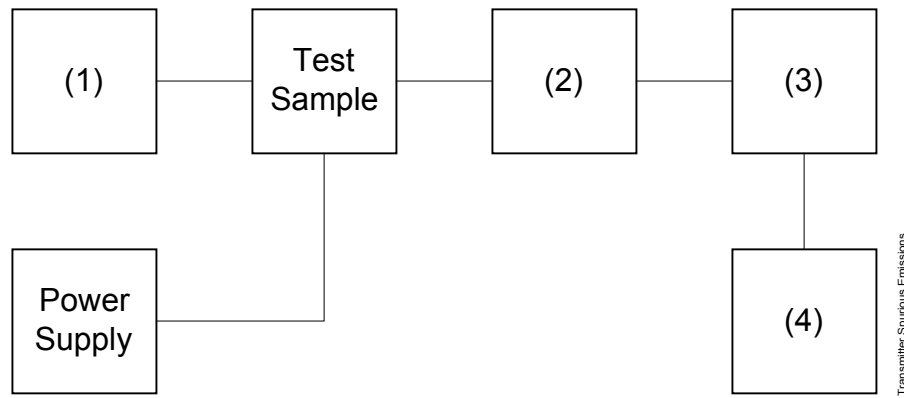 (1)
Test
Sample
(2)
(3)
Power
Supply
(4)
Transmitter Spurious Emissions